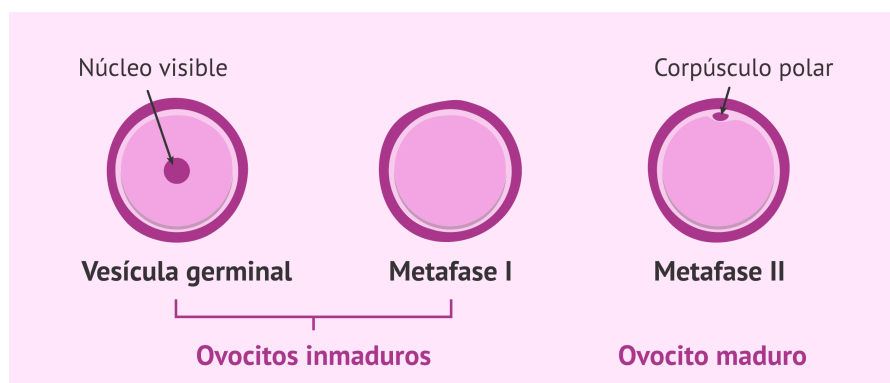 Núcleo visible
Corpúsculo polar
Vesícula germinal
Metafase I
Metafase II
Ovocitos inmaduros
Ovocito maduro